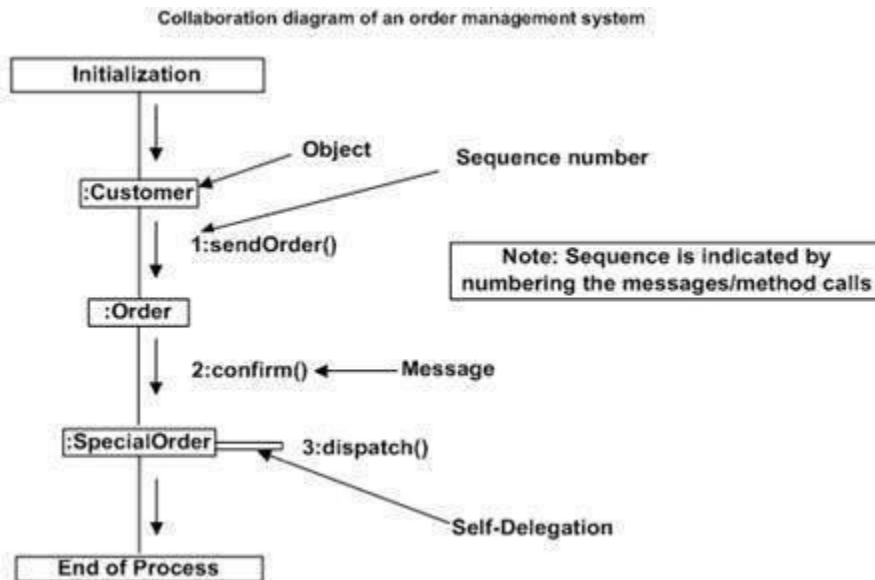 Collaboration diagram of an order management system
Initialization
Object
Sequence number
:Customer
1:sendOrder()
Note: Sequence is indicated by
numbering the messages/method calls
:Order
2:confirm()
Message
:SpecialOrder
3:dispatch()
Self-Delegation
End of Process